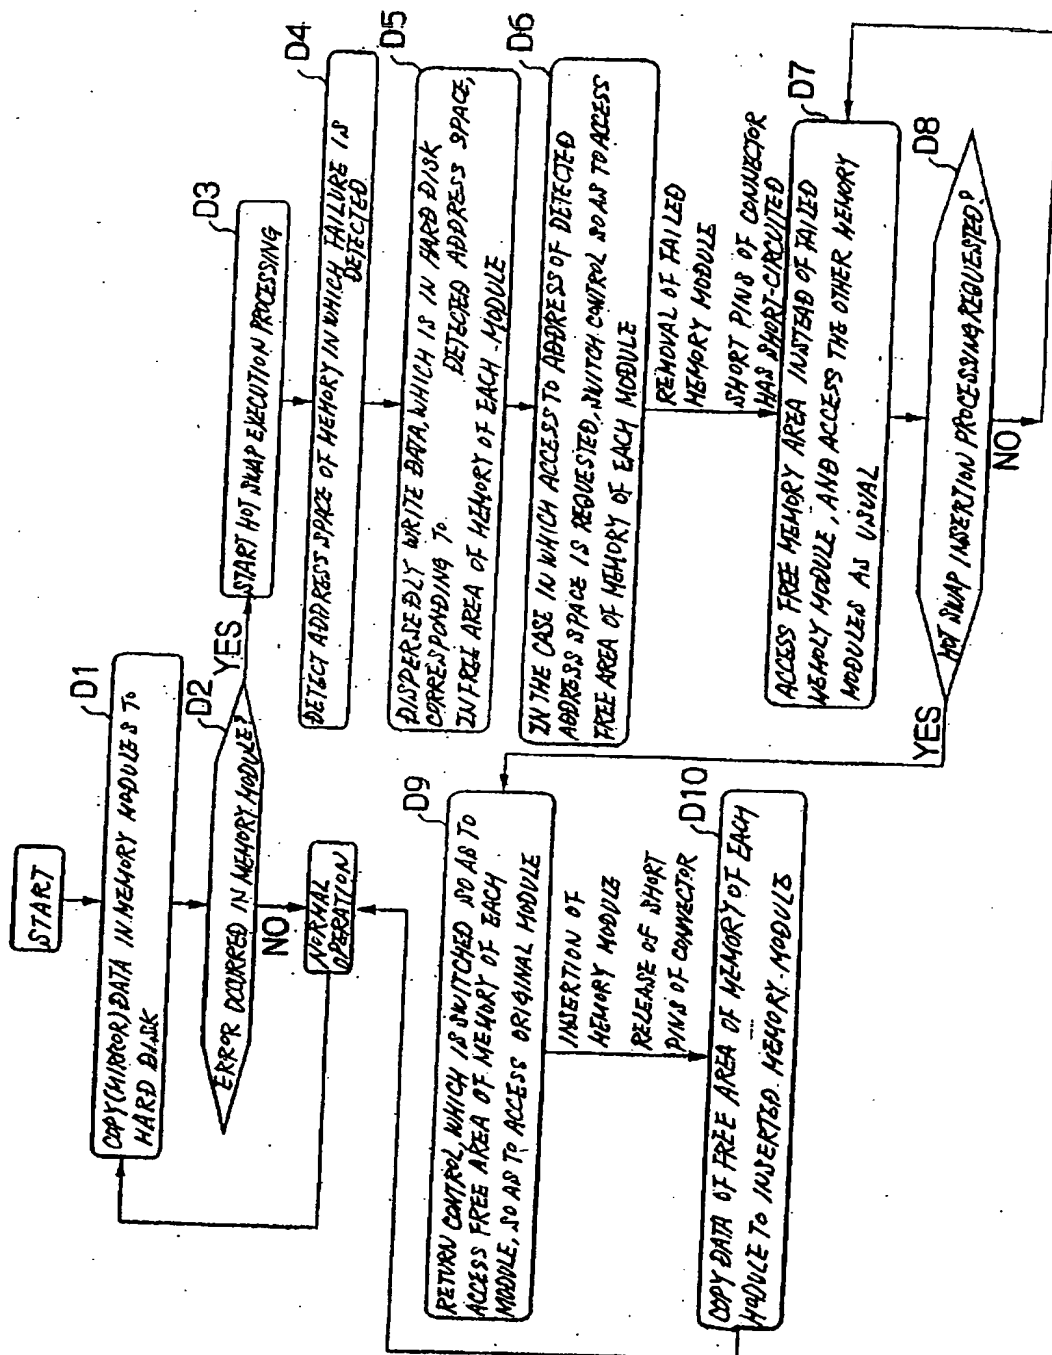 START
D1
COPY (MIRROR) DATA IN MEMORY MODULES TO
HARD DISK
D2
ERROR OCURRED IN MEMORY MODULE?
YES
NO
NORMAL
OPERATION
D3
START HOT SWAP EXECUTION PROCESSING
D4
DETECT ADDRESS SPACE OF MEMORY IN WHICH FAILURE IS
DETECTED
D5
DISPERSEDLY WRITE DATA, WHICH IS IN HARD DISK
CORRESPONDING TO DETECTED ADDRESS SPACE,
IN FREE AREA OF MEMORY OF EACH MODULE
D6
IN THE CASE IN WHICH ACCESS TO ADDRESS OF DETECTED
ADDRESS SPACE IS REQUESTED, SWITCH CONTROL SO AS TO ACCESS
FREE AREA OF MEMORY OF EACH MODULE
REMOVAL OF FAILED
MEMORY MODULE
SHORT PINS OF CONNECTOR
HAS SHORT-CIRCUITED
D7
ACCESS FREE MEMORY AREA INSTEAD OF FAILED
MEMOLY MODULE, AND ACCESS THE OTHER MEMORY
MODULES AS USUAL
D8
HOT SWAP INSERTION PROCESSING REQUESTED?
NO
YES
D9
RETURN CONTROL, WHICH IS SWITCHED SO AS TO
ACCESS FREE AREA OF MEMORY OF EACH
MODULE, SO AS TO ACCESS ORIGINAL MODULE
INSERTION OF
MEMORY MODULE
RELEASE OF SHORT
PINS OF CONNECTOR
D10
COPY DATA OF FREE AREA OF MEMORY OF EACH
MODULE TO INSERTED MEMORY MODULE